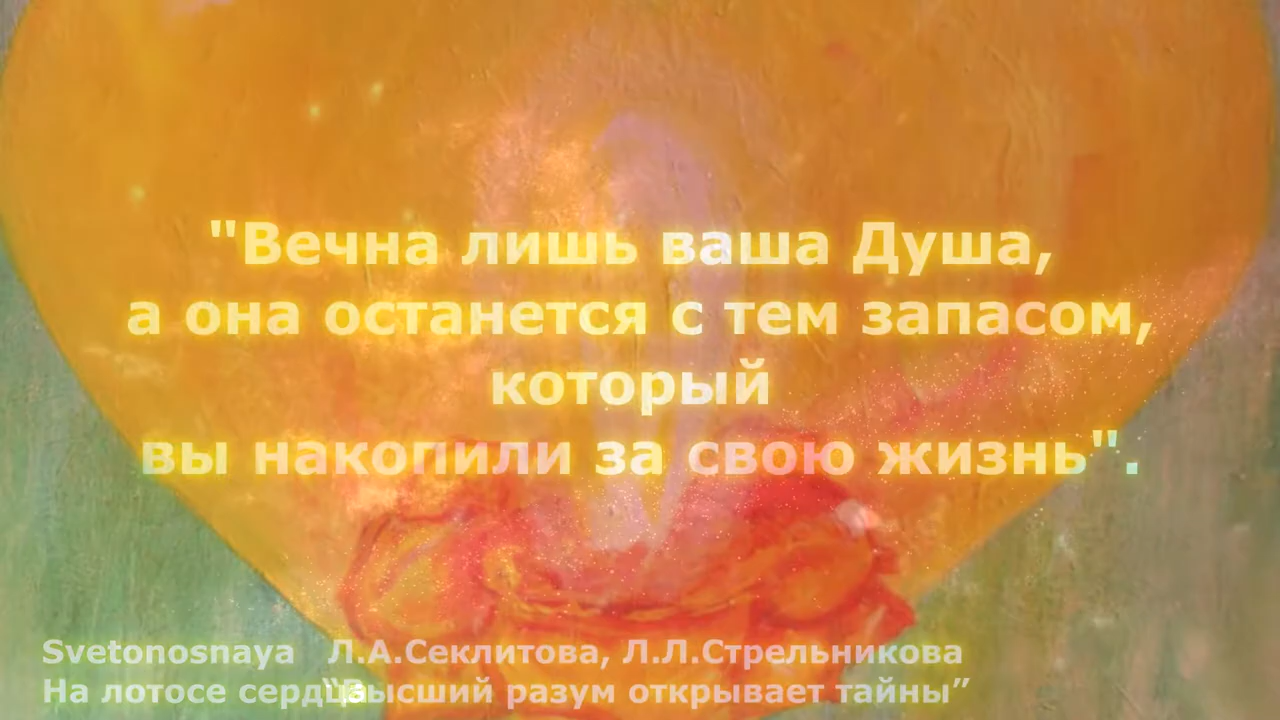 "Вечна лишь ваша Душа,
а она останется с тем запасом,
который
вы накопили за свою жизнь".
Svetonosnaya
На лотосе сердца
Л.А.Секлитова, Л.Л.Стрельникова
“Высший разум открывает тайны”